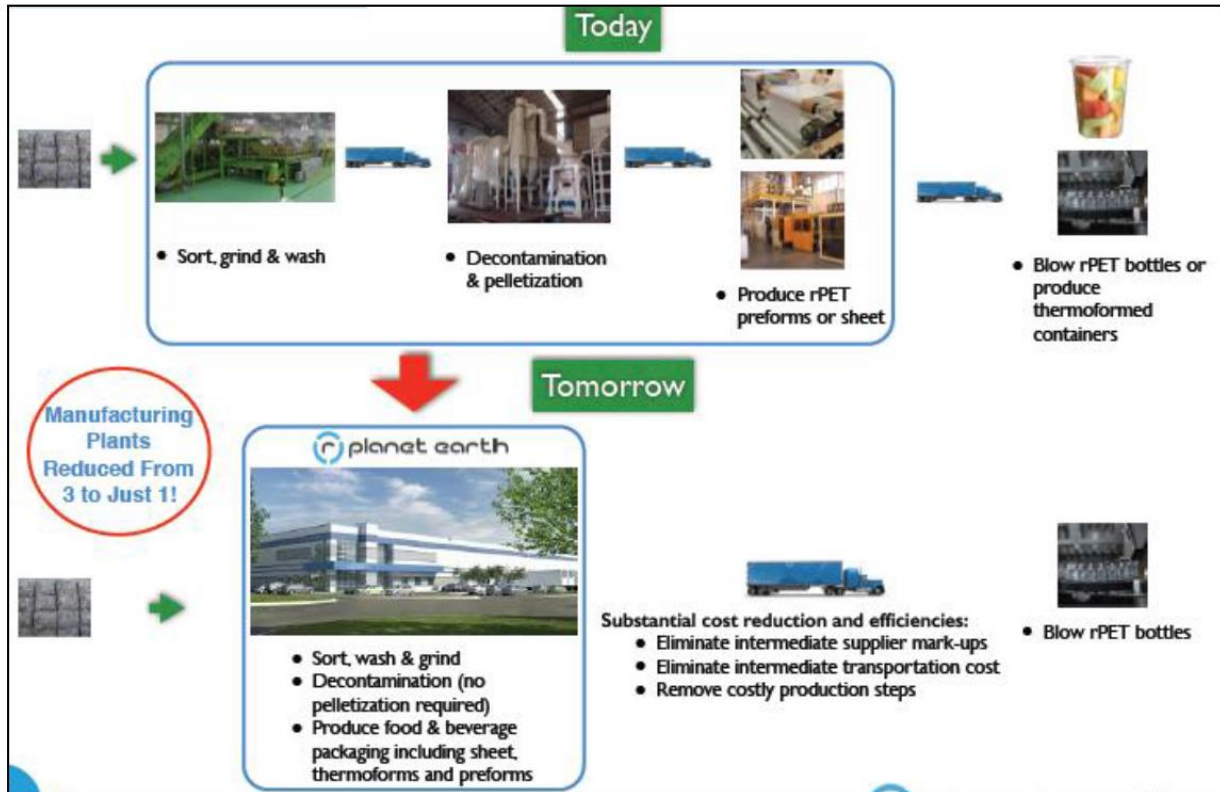 Today
• Sort, grind & wash
• Decontamination
& pelletization
• Produce rPET
preforms or sheet
• Blow rPET bottles or
produce
thermoformed
containers
Tomorrow
Manufacturing
Plants
Reduced From
3 to Just 1!
r planet earth
• Sort, wash & grind
• Decontamination (no
pelletization required)
• Produce food & beverage
packaging including sheet,
thermoforms and preforms
Substantial cost reduction and efficiencies:
• Eliminate intermediate supplier mark-ups
• Eliminate intermediate transportation cost
• Remove costly production steps
• Blow rPET bottles